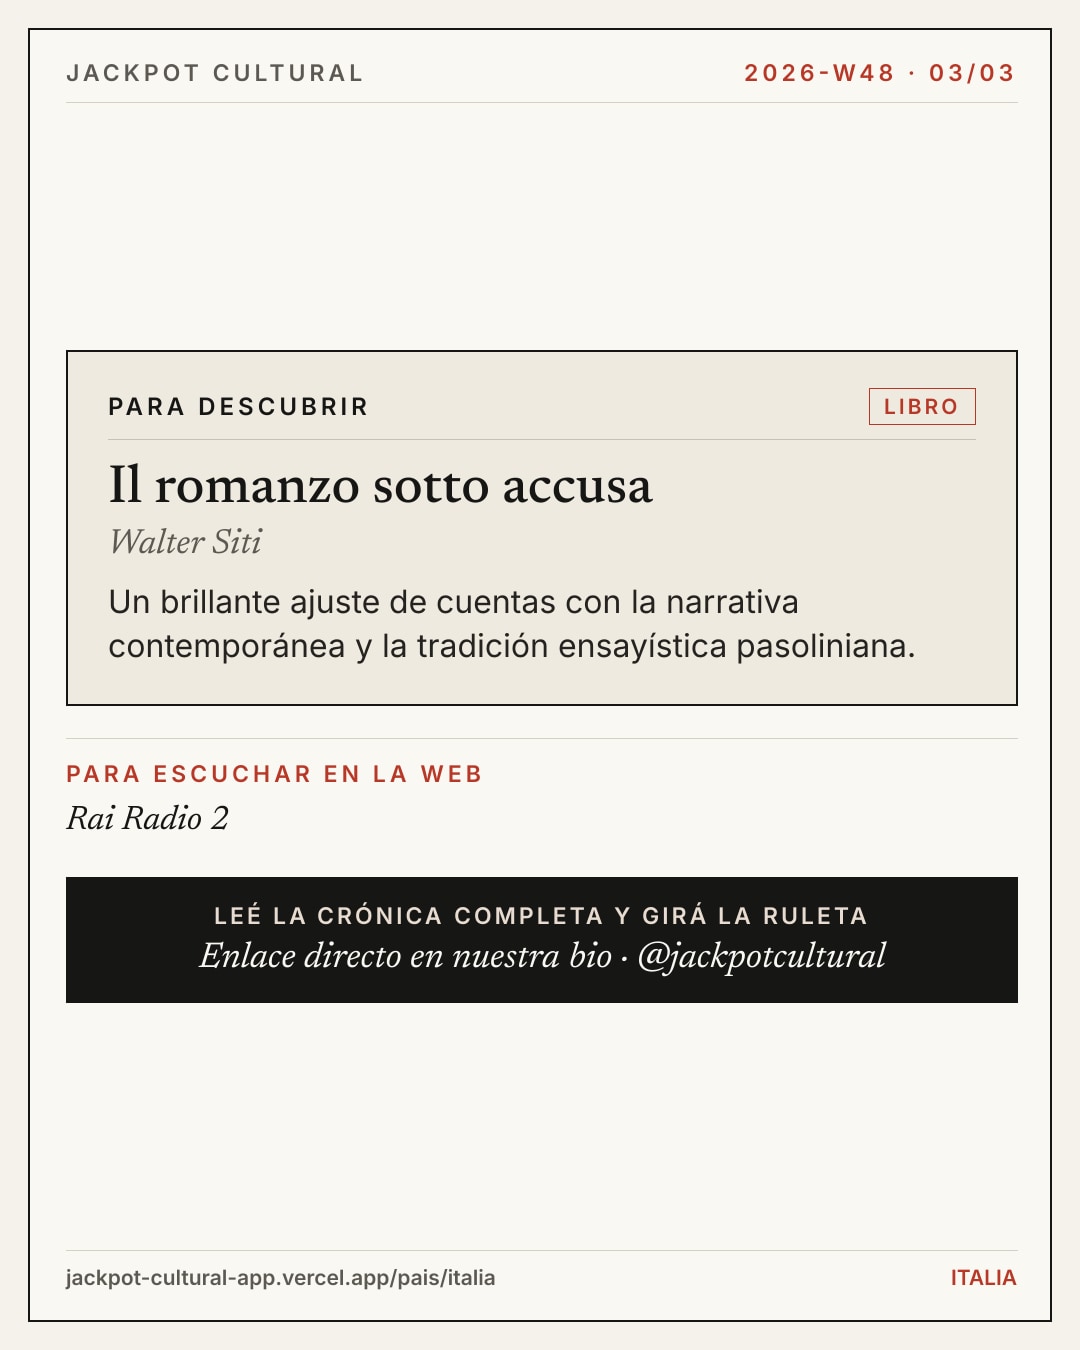 JACKPOT CULTURAL
2026-W48 · 03/03
PARA DESCUBRIR
LIBRO
Il romanzo sotto accusa
Walter Siti
Un brillante ajuste de cuentas con la narrativa
contemporánea y la tradición ensayística pasoliniana.
PARA ESCUCHAR EN LA WEB
Rai Radio 2
LEÉ LA CRÓNICA COMPLETA Y GIRÁ LA RULETA
Enlace directo en nuestra bio · @jackpotcultural
jackpot-cultural-app.vercel.app/pais/italia
ITALIA